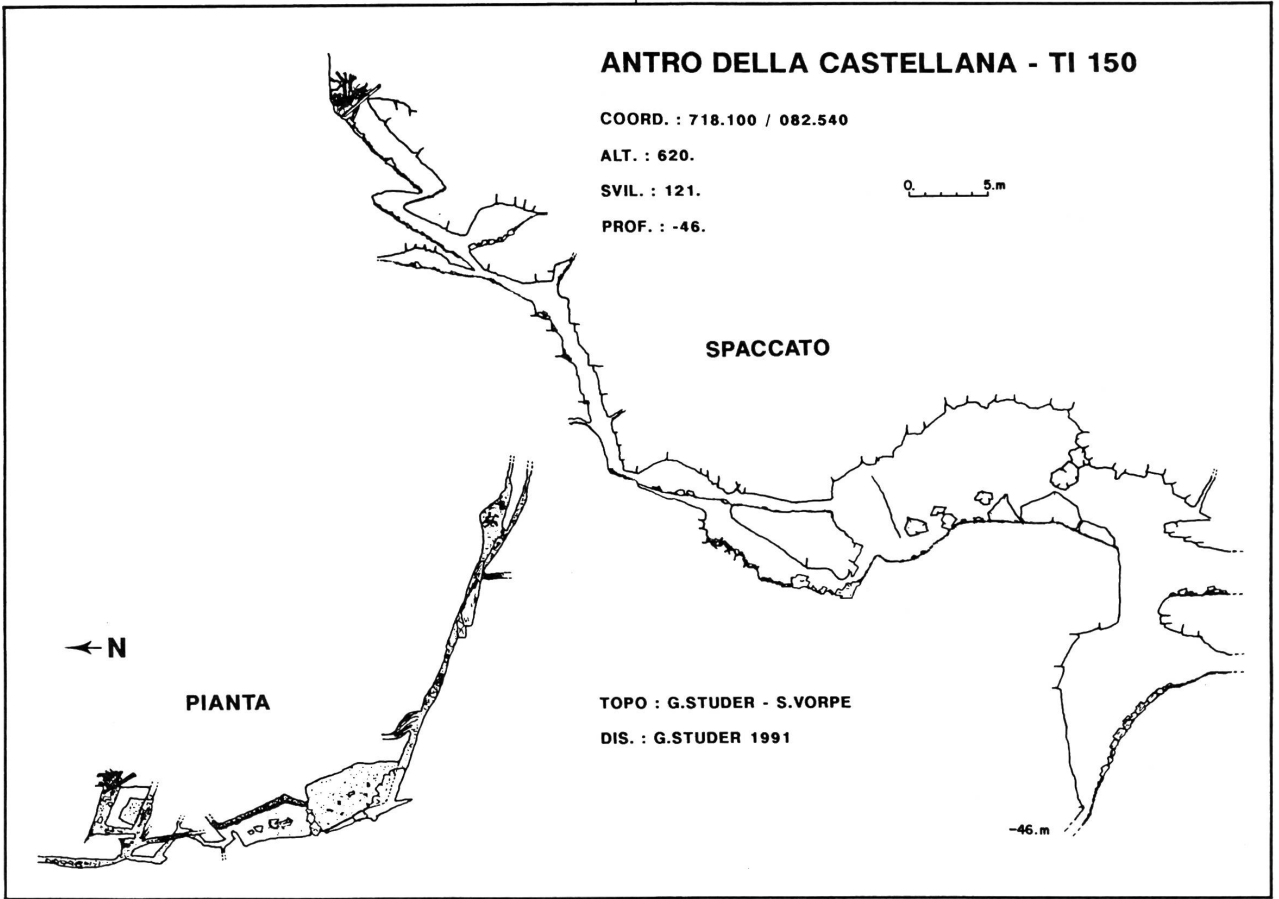 ANTRO DELLA CASTELLANA - TI 150
COORD. : 718.100 / 082.540
ALT. : 620.
SVIL. : 121.
PROF. : -46.
0. 5.m
SPACCATO
N
PIANTA
TOPO : G.STUDER - S.VORPE
DIS. : G.STUDER 1991
-46.m